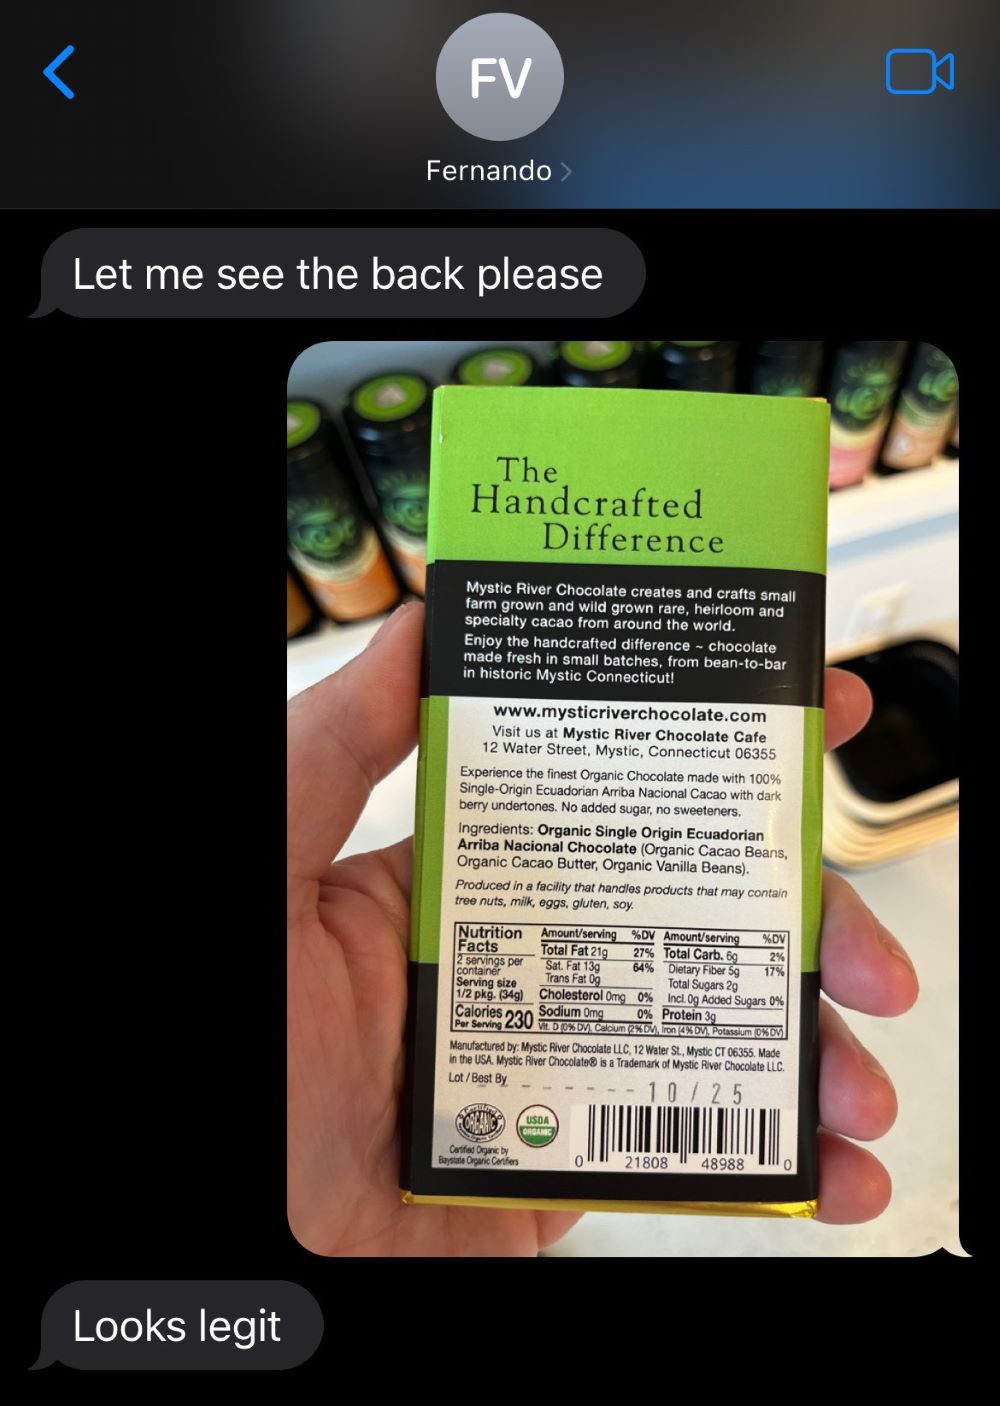 FV
Fernando
Let me see the back please
The
Handcrafted
Difference
Mystic River Chocolate creates and crafts small
farm grown and wild grown rare, heirloom and
specialty cacao from around the world.
Enjoy the handcrafted difference ~ chocolate
made fresh in small batches, from bean-to-bar
in historic Mystic Connecticut!
www.mysticriverchocolate.com
Visit us at Mystic River Chocolate Cafe
12 Water Street, Mystic, Connecticut 06355
Experience the finest Organic Chocolate made with 100%
Single-Origin Ecuadorian Arriba Nacional Cacao with dark
berry undertones. No added sugar, no sweeteners.
Ingredients: Organic Single Origin Ecuadorian
Arriba Nacional Chocolate (Organic Cacao Beans,
Organic Cacao Butter, Organic Vanilla Beans).
Produced in a facility that handles products that may contain
tree nuts, milk, eggs, gluten, soy.
Nutrition
Facts
2 servings per
container
Serving size
1/2 pkg. (34g)
Calories 230
Per Serving
Amount/serving %DV
Total Fat 21g 27%
Sat. Fat 13g 64%
Trans Fat 0g
Cholesterol 0mg 0%
Sodium 0mg 0%
Amount/serving %DV
Total Carb. 6g 2%
Dietary Fiber 5g 17%
Total Sugars 2g
Incl. 0g Added Sugars 0%
Protein 3g
Vit. D (0% DV), Calcium (2% DV), Iron (4% DV), Potassium (0% DV)
Manufactured by: Mystic River Chocolate LLC, 12 Water St., Mystic CT 06355. Made
in the USA. Mystic River Chocolate® is a Trademark of Mystic River Chocolate LLC.
Lot / Best By
- - - - - - - 10/25
ORGANIC
USDA
ORGANIC
Certified Organic by
Baystate Organic Certifiers
0 21808 48988 0
Looks legit